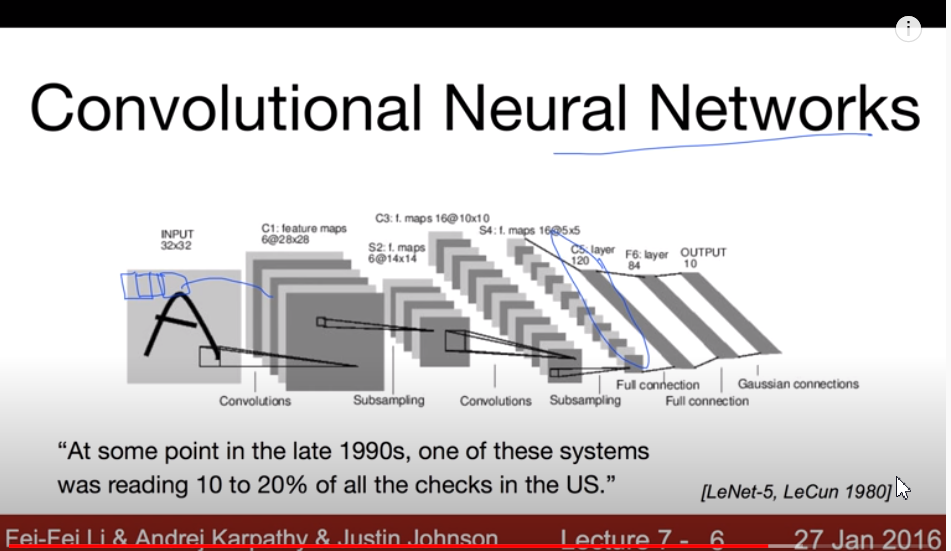 Convolutional Neural Networks
C3: f. maps 16@10x10
INPUT
32x32
C1: feature maps
6@28x28
S4: f. maps 16@5x5
S2: f. maps
6@14x14
C5: layer
120
F6: layer
84
OUTPUT
10
Convolutions
Subsampling
Convolutions
Subsampling
Full connection
Full connection
Gaussian connections
A
“At some point in the late 1990s, one of these systems
was reading 10 to 20% of all the checks in the US.”
[LeNet-5, LeCun 1980]
Fei-Fei Li & Andrej Karpathy & Justin Johnson
Lecture 7 - 6
27 Jan 2016